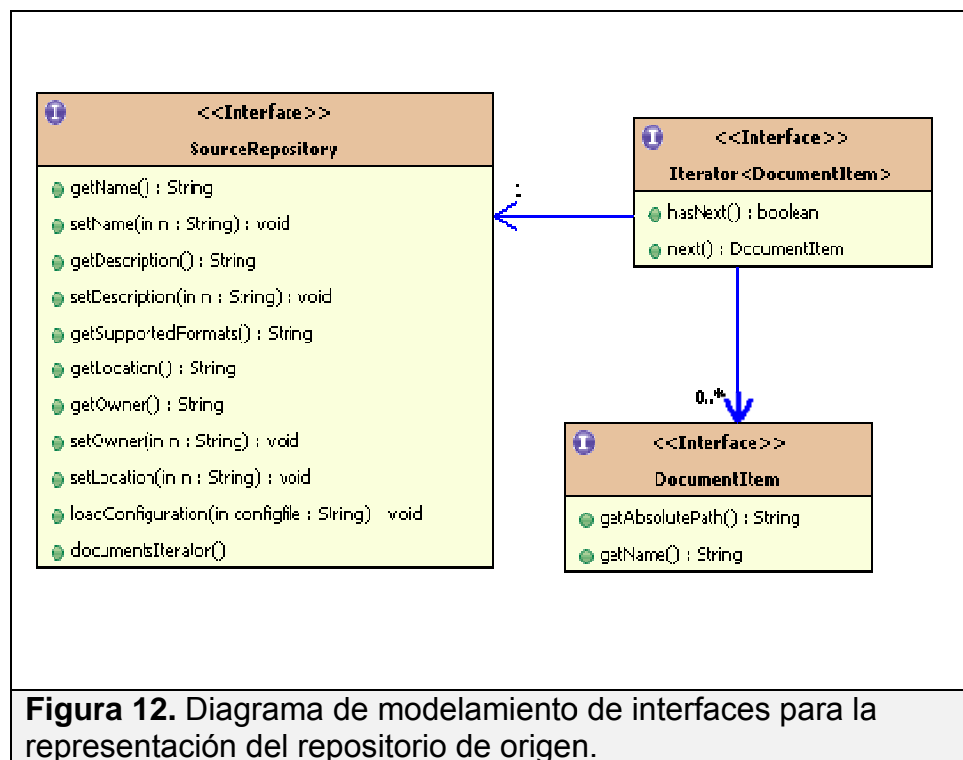 <<Interface>>
SourceRepository
getName() : String
setName(in n : String) : void
getDescription() : String
setDescription(in n : String) : void
getSupportedFormats() : String
getLocation() : String
getOwner() : String
setOwner(in n : String) : void
setLocation(in n : String) : void
loadConfiguration(in configfile : String) : void
documentsIterator()
<<Interface>>
Iterator<DocumentItem>
hasNext() : boolean
next() : DocumentItem
0..*
<<Interface>>
DocumentItem
getAbsolutePath() : String
getName() : String
Figura 12. Diagrama de modelamiento de interfaces para la
representación del repositorio de origen.